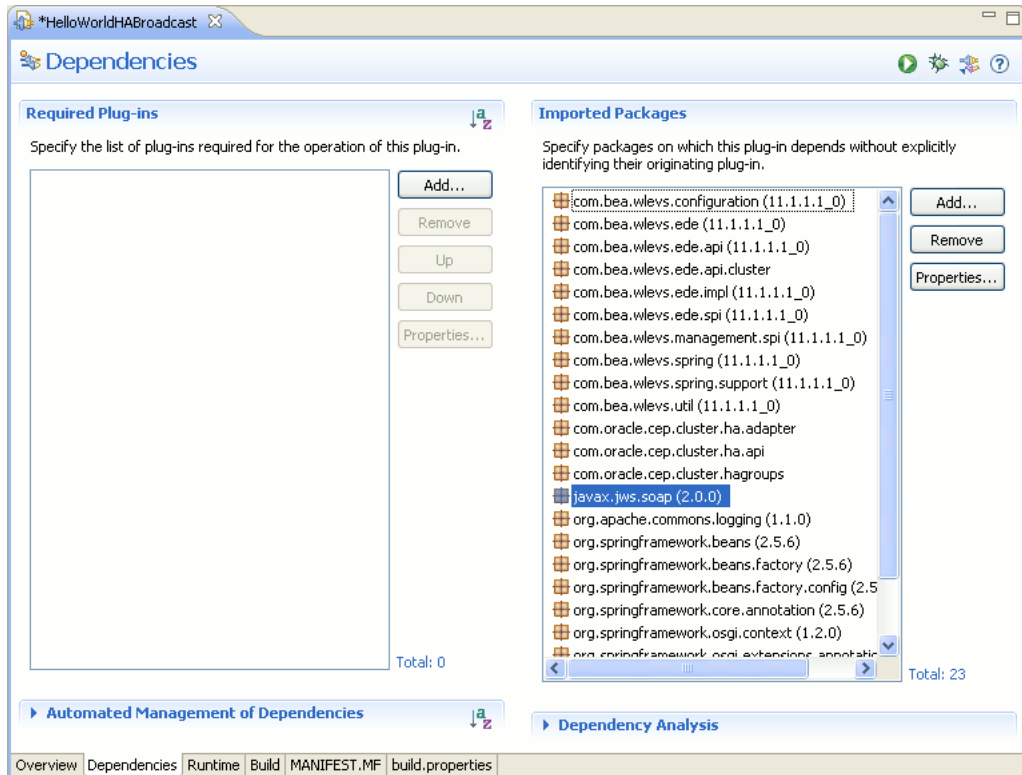 *HelloWorldHABroadcast
Dependencies
Required Plug-ins
Specify the list of plug-ins required for the operation of this plug-in.
Add...
Remove
Up
Down
Properties...
Total: 0
Automated Management of Dependencies
Imported Packages
Specify packages on which this plug-in depends without explicitly
identifying their originating plug-in.
com.bea.wlevs.configuration (11.1.1.1_0)
com.bea.wlevs.ede (11.1.1.1_0)
com.bea.wlevs.ede.api (11.1.1.1_0)
com.bea.wlevs.ede.api.cluster
com.bea.wlevs.ede.impl (11.1.1.1_0)
com.bea.wlevs.ede.spi (11.1.1.1_0)
com.bea.wlevs.management.spi (11.1.1.1_0)
com.bea.wlevs.spring (11.1.1.1_0)
com.bea.wlevs.spring.support (11.1.1.1_0)
com.bea.wlevs.util (11.1.1.1_0)
com.oracle.cep.cluster.ha.adapter
com.oracle.cep.cluster.ha.api
com.oracle.cep.cluster.hagroups
javax.jws.soap (2.0.0)
org.apache.commons.logging (1.1.0)
org.springframework.beans (2.5.6)
org.springframework.beans.factory (2.5.6)
org.springframework.beans.factory.config (2.5
org.springframework.core.annotation (2.5.6)
org.springframework.osgi.context (1.2.0)
org.springframework.osgi.extensions.annotatio
Add...
Remove
Properties...
Total: 23
Dependency Analysis
Overview Dependencies Runtime Build MANIFEST.MF build.properties